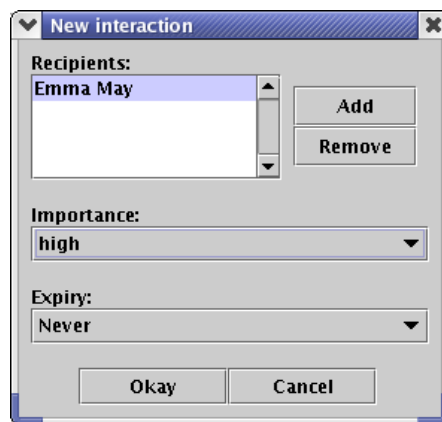 New interaction
Recipients:
Emma May
Add
Remove
Importance:
high
Expiry:
Never
Okay Cancel